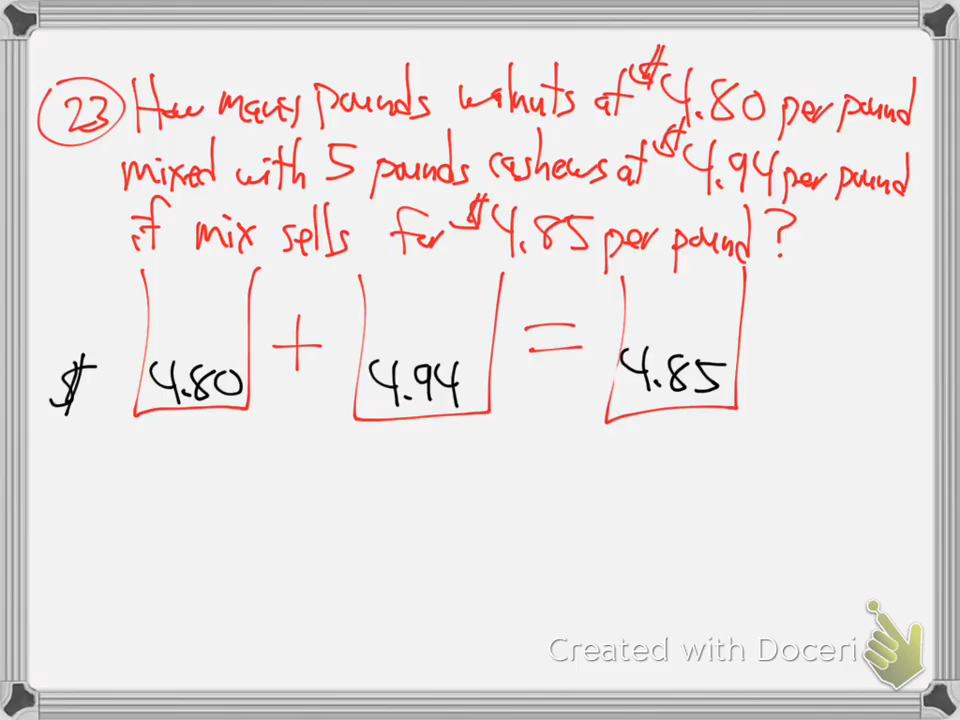 23 How many pounds walnuts at $4.80 per pound
mixed with 5 pounds cashews at $4.94 per pound
if mix sells for $4.85 per pound?
$ 4.80 + 4.94 = 4.85
Created with Doceri